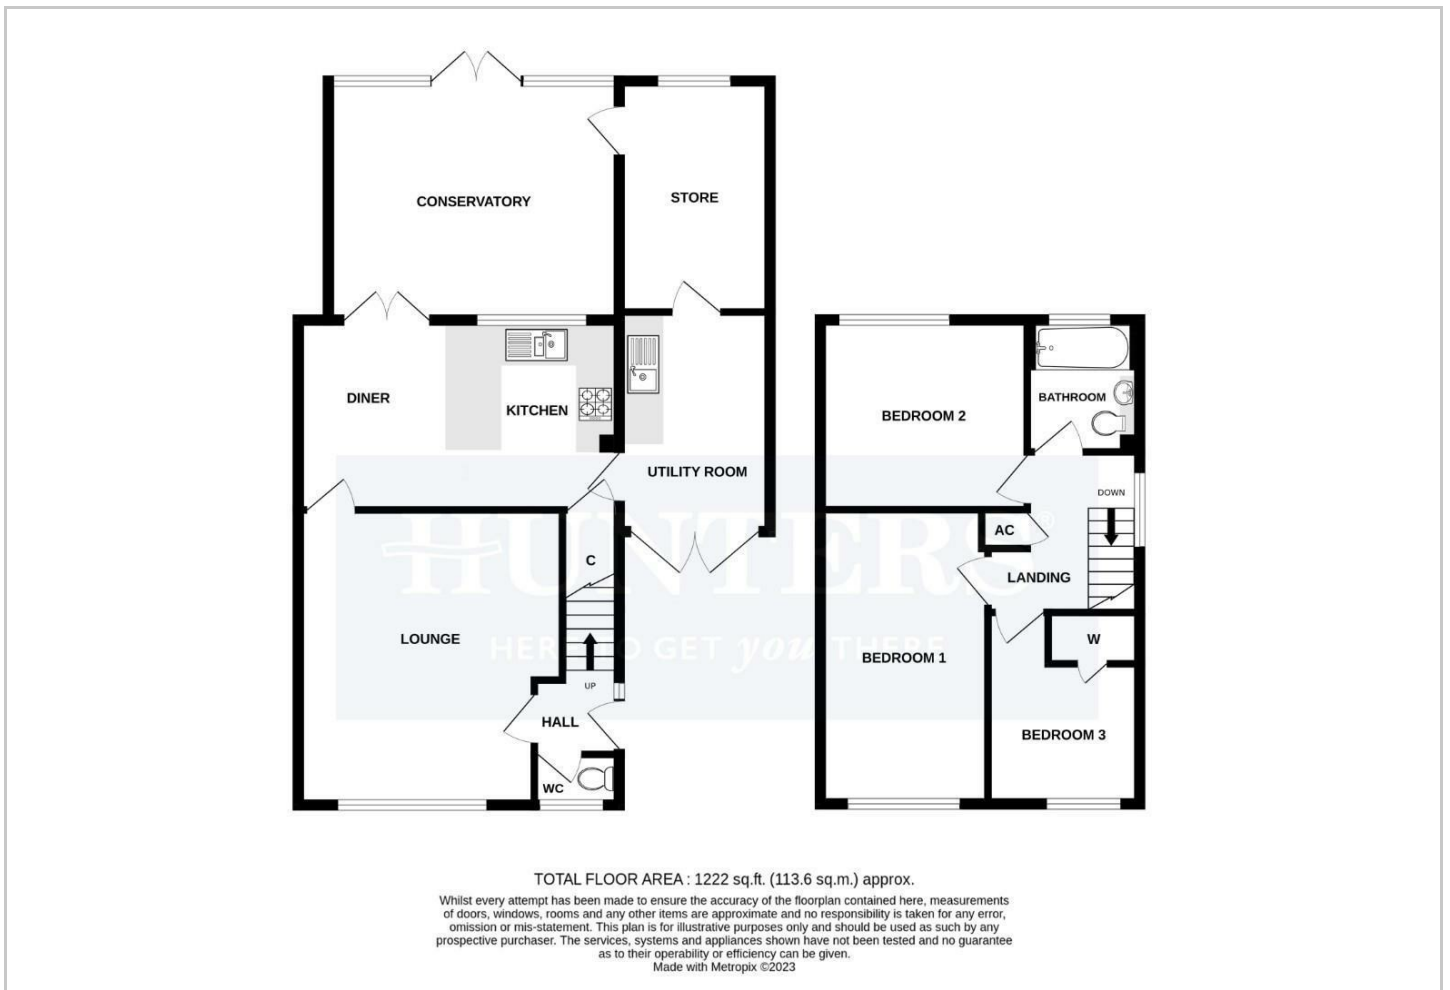 CONSERVATORY
STORE
DINER
KITCHEN
UTILITY ROOM
C
LOUNGE
UP
HALL
WC
BEDROOM 2
BATHROOM
DOWN
AC
LANDING
W
BEDROOM 1
BEDROOM 3
HUNTERS®
HERE TO GET you THERE
TOTAL FLOOR AREA : 1222 sq.ft. (113.6 sq.m.) approx.
Whilst every attempt has been made to ensure the accuracy of the floorplan contained here, measurements
of doors, windows, rooms and any other items are approximate and no responsibility is taken for any error,
omission or mis-statement. This plan is for illustrative purposes only and should be used as such by any
prospective purchaser. The services, systems and appliances shown have not been tested and no guarantee
as to their operability or efficiency can be given.
Made with Metropix ©2023